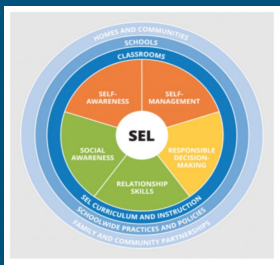 HOMES AND COMMUNITIES
SCHOOLS
CLASSROOMS
SELF-
AWARENESS
SELF-
MANAGEMENT
SEL
SOCIAL
AWARENESS
RESPONSIBLE
DECISION-
MAKING
RELATIONSHIP
SKILLS
SEL CURRICULUM AND INSTRUCTION
SCHOOLWIDE PRACTICES AND POLICIES
FAMILY AND COMMUNITY PARTNERSHIPS